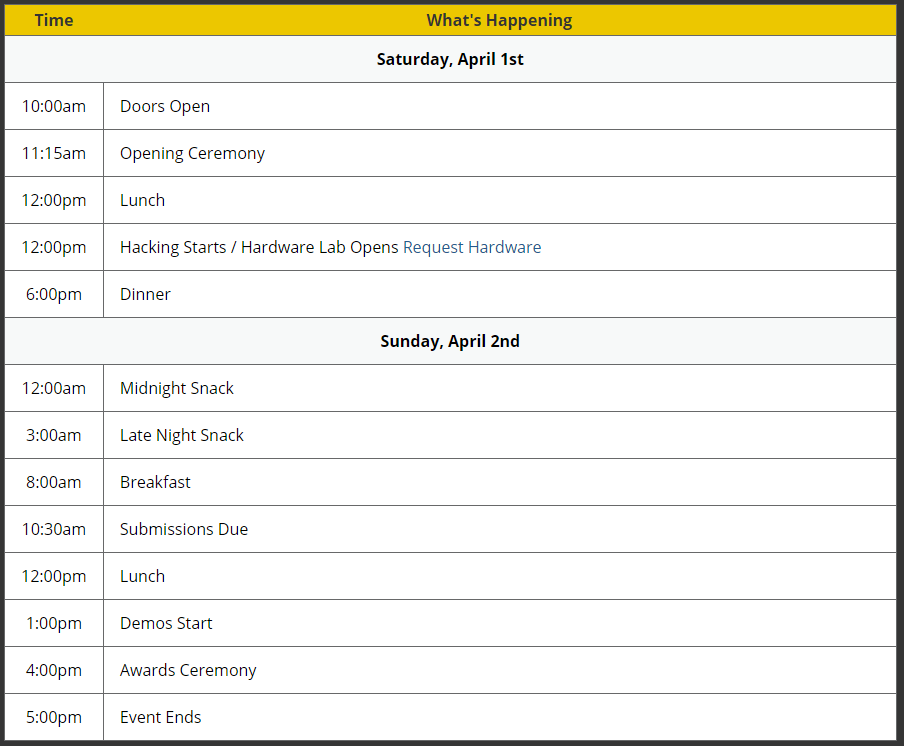 Time What's Happening
Saturday, April 1st
10:00am Doors Open
11:15am Opening Ceremony
12:00pm Lunch
12:00pm Hacking Starts / Hardware Lab Opens Request Hardware
6:00pm Dinner
Sunday, April 2nd
12:00am Midnight Snack
3:00am Late Night Snack
8:00am Breakfast
10:30am Submissions Due
12:00pm Lunch
1:00pm Demos Start
4:00pm Awards Ceremony
5:00pm Event Ends